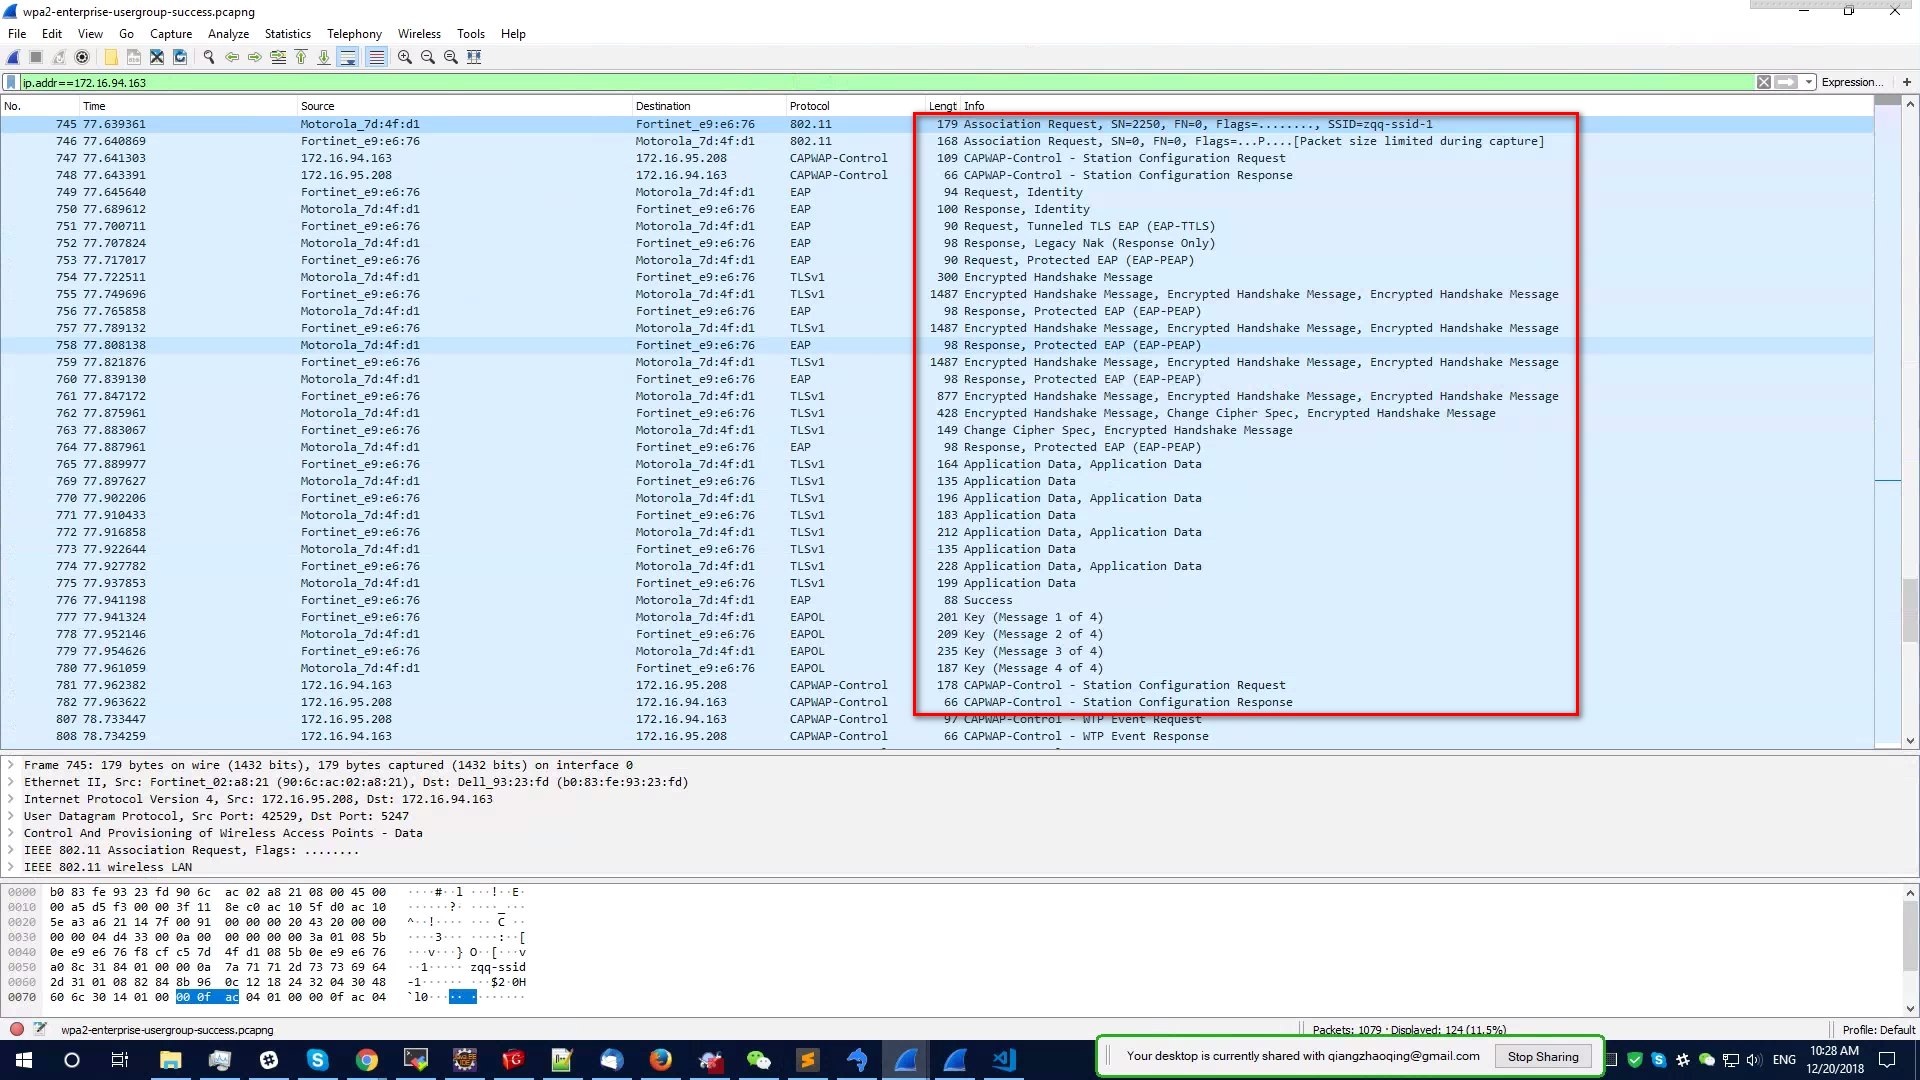 wpa2-enterprise-usergroup-success.pcapng
File Edit View Go Capture Analyze Statistics Telephony Wireless Tools Help
ip.addr==172.16.94.163 Expression... +
No. Time Source Destination Protocol Lengt Info
745 77.639361 Motorola_7d:4f:d1 Fortinet_e9:e6:76 802.11 179 Association Request, SN=2250, FN=0, Flags=........, SSID=zqq-ssid-1
746 77.640869 Fortinet_e9:e6:76 Motorola_7d:4f:d1 802.11 168 Association Request, SN=0, FN=0, Flags=...P....[Packet size limited during capture]
747 77.641303 172.16.94.163 172.16.95.208 CAPWAP-Control 109 CAPWAP-Control - Station Configuration Request
748 77.643391 172.16.95.208 172.16.94.163 CAPWAP-Control 66 CAPWAP-Control - Station Configuration Response
749 77.645640 Fortinet_e9:e6:76 Motorola_7d:4f:d1 EAP 94 Request, Identity
750 77.689612 Motorola_7d:4f:d1 Fortinet_e9:e6:76 EAP 100 Response, Identity
751 77.700711 Fortinet_e9:e6:76 Motorola_7d:4f:d1 EAP 90 Request, Tunneled TLS EAP (EAP-TTLS)
752 77.707824 Motorola_7d:4f:d1 Fortinet_e9:e6:76 EAP 98 Response, Legacy Nak (Response Only)
753 77.717017 Fortinet_e9:e6:76 Motorola_7d:4f:d1 EAP 90 Request, Protected EAP (EAP-PEAP)
754 77.722511 Motorola_7d:4f:d1 Fortinet_e9:e6:76 TLSv1 300 Encrypted Handshake Message
755 77.749696 Fortinet_e9:e6:76 Motorola_7d:4f:d1 TLSv1 1487 Encrypted Handshake Message, Encrypted Handshake Message, Encrypted Handshake Message
756 77.765858 Motorola_7d:4f:d1 Fortinet_e9:e6:76 EAP 98 Response, Protected EAP (EAP-PEAP)
757 77.789132 Fortinet_e9:e6:76 Motorola_7d:4f:d1 TLSv1 1487 Encrypted Handshake Message, Encrypted Handshake Message, Encrypted Handshake Message
758 77.808138 Motorola_7d:4f:d1 Fortinet_e9:e6:76 EAP 98 Response, Protected EAP (EAP-PEAP)
759 77.821876 Fortinet_e9:e6:76 Motorola_7d:4f:d1 TLSv1 1487 Encrypted Handshake Message, Encrypted Handshake Message, Encrypted Handshake Message
760 77.839130 Motorola_7d:4f:d1 Fortinet_e9:e6:76 EAP 98 Response, Protected EAP (EAP-PEAP)
761 77.847172 Fortinet_e9:e6:76 Motorola_7d:4f:d1 TLSv1 877 Encrypted Handshake Message, Encrypted Handshake Message, Encrypted Handshake Message
762 77.875961 Motorola_7d:4f:d1 Fortinet_e9:e6:76 TLSv1 428 Encrypted Handshake Message, Change Cipher Spec, Encrypted Handshake Message
763 77.883067 Fortinet_e9:e6:76 Motorola_7d:4f:d1 TLSv1 149 Change Cipher Spec, Encrypted Handshake Message
764 77.887961 Motorola_7d:4f:d1 Fortinet_e9:e6:76 EAP 98 Response, Protected EAP (EAP-PEAP)
765 77.889977 Fortinet_e9:e6:76 Motorola_7d:4f:d1 TLSv1 164 Application Data, Application Data
769 77.897627 Motorola_7d:4f:d1 Fortinet_e9:e6:76 TLSv1 135 Application Data
770 77.902206 Fortinet_e9:e6:76 Motorola_7d:4f:d1 TLSv1 196 Application Data, Application Data
771 77.910433 Motorola_7d:4f:d1 Fortinet_e9:e6:76 TLSv1 183 Application Data
772 77.916858 Fortinet_e9:e6:76 Motorola_7d:4f:d1 TLSv1 212 Application Data, Application Data
773 77.922644 Motorola_7d:4f:d1 Fortinet_e9:e6:76 TLSv1 135 Application Data
774 77.927782 Fortinet_e9:e6:76 Motorola_7d:4f:d1 TLSv1 228 Application Data, Application Data
775 77.937853 Motorola_7d:4f:d1 Fortinet_e9:e6:76 TLSv1 199 Application Data
776 77.941198 Fortinet_e9:e6:76 Motorola_7d:4f:d1 EAP 88 Success
777 77.941324 Fortinet_e9:e6:76 Motorola_7d:4f:d1 EAPOL 201 Key (Message 1 of 4)
778 77.952146 Motorola_7d:4f:d1 Fortinet_e9:e6:76 EAPOL 209 Key (Message 2 of 4)
779 77.954626 Fortinet_e9:e6:76 Motorola_7d:4f:d1 EAPOL 235 Key (Message 3 of 4)
780 77.961059 Motorola_7d:4f:d1 Fortinet_e9:e6:76 EAPOL 187 Key (Message 4 of 4)
781 77.962382 172.16.94.163 172.16.95.208 CAPWAP-Control 178 CAPWAP-Control - Station Configuration Request
782 77.963622 172.16.95.208 172.16.94.163 CAPWAP-Control 66 CAPWAP-Control - Station Configuration Response
807 78.733447 172.16.95.208 172.16.94.163 CAPWAP-Control 97 CAPWAP-Control - WTP Event Request
808 78.734259 172.16.94.163 172.16.95.208 CAPWAP-Control 66 CAPWAP-Control - WTP Event Response
Frame 745: 179 bytes on wire (1432 bits), 179 bytes captured (1432 bits) on interface 0
Ethernet II, Src: Fortinet_02:a8:21 (90:6c:ac:02:a8:21), Dst: Dell_93:23:fd (b0:83:fe:93:23:fd)
Internet Protocol Version 4, Src: 172.16.95.208, Dst: 172.16.94.163
User Datagram Protocol, Src Port: 42529, Dst Port: 5247
Control And Provisioning of Wireless Access Points - Data
IEEE 802.11 Association Request, Flags: ........
IEEE 802.11 wireless LAN
0000 b0 83 fe 93 23 fd 90 6c ac 02 a8 21 08 00 45 00 ····#··l ···!··E·
0010 00 a5 d5 f3 00 00 3f 11 8e c0 ac 10 5f d0 ac 10 ······?· ····_···
0020 5e a3 a6 21 14 7f 00 91 00 00 00 20 43 20 00 00 ^··!···· ··· C ··
0030 00 00 04 d4 33 00 0a 00 00 00 00 00 3a 01 08 5b ····3··· ····:··[
0040 0e e9 e6 76 f8 cf c5 7d 4f d1 08 5b 0e e9 e6 76 ···v···} O··[···v
0050 a0 8c 31 84 01 00 00 0a 7a 71 71 2d 73 73 69 64 ··1····· zqq-ssid
0060 2d 31 01 08 82 84 8b 96 0c 12 18 24 32 04 30 48 -1······ ···$2·0H
0070 60 6c 30 14 01 00 00 0f ac 04 01 00 00 0f ac 04 `l0····· ········
wpa2-enterprise-usergroup-success.pcapng Packets: 1079 · Displayed: 124 (11.5%) Profile: Default
Your desktop is currently shared with qiangzhaoqing@gmail.com Stop Sharing
ENG 10:28 AM
12/20/2018